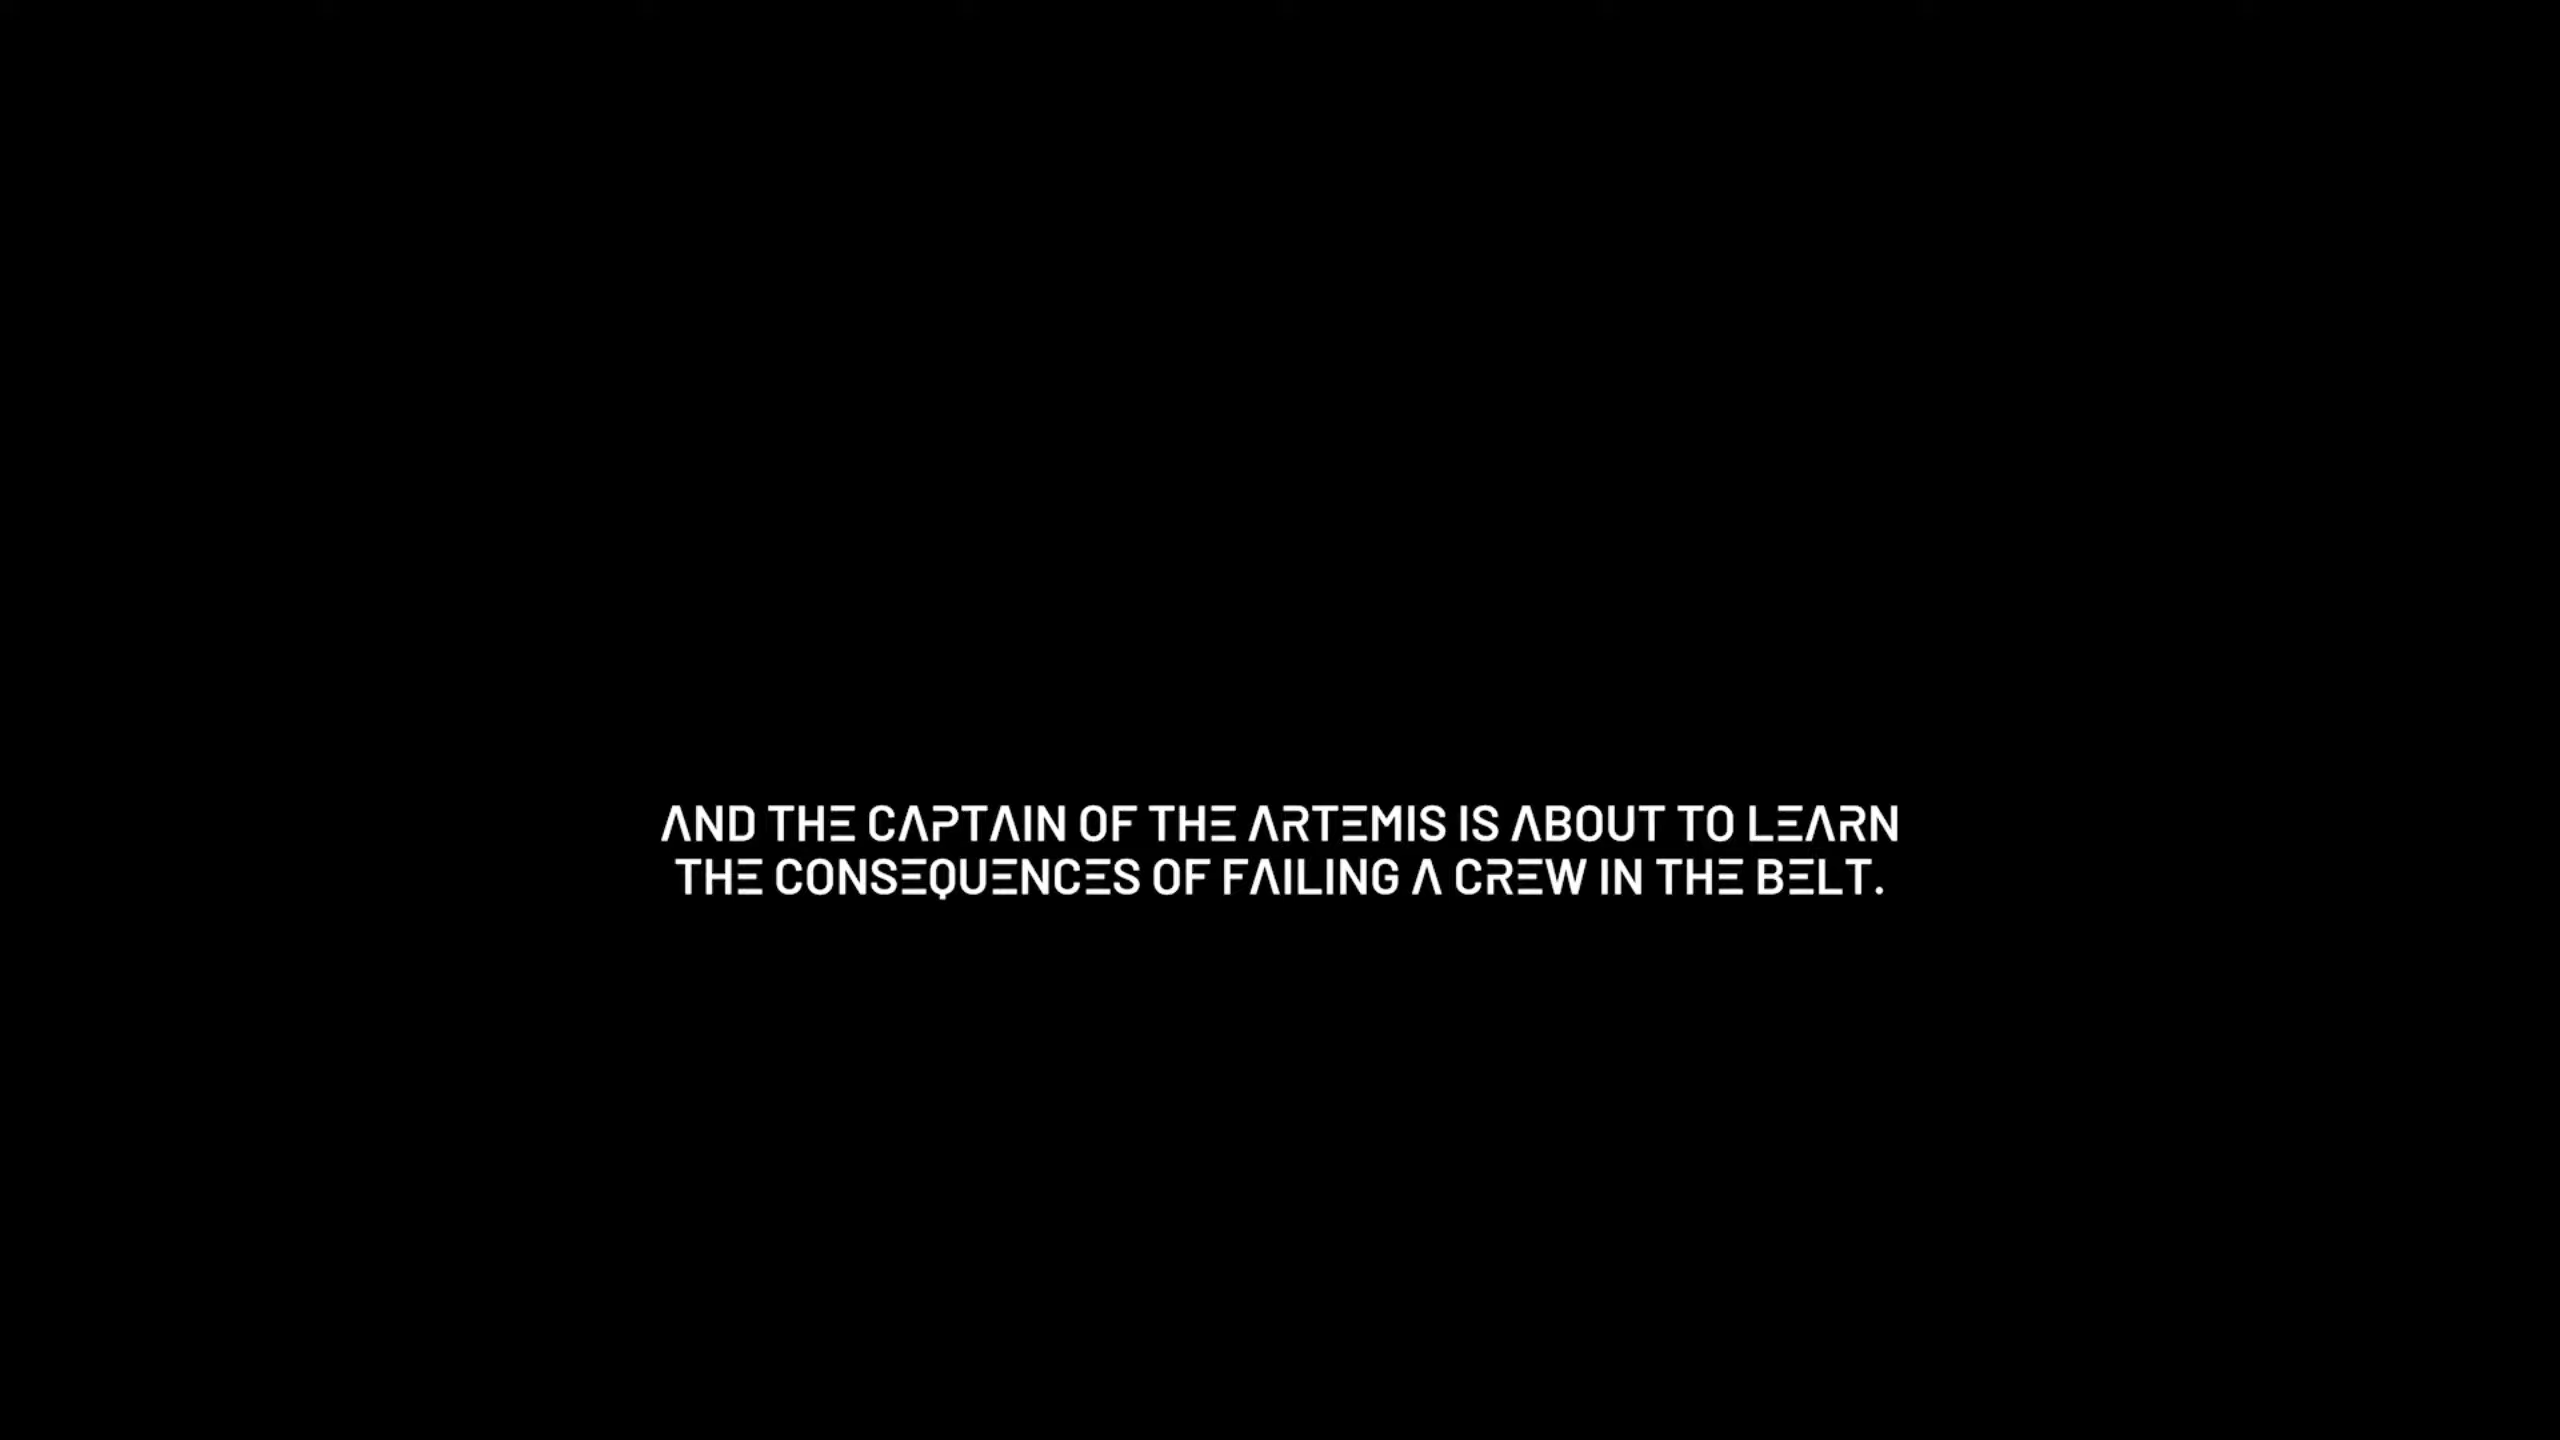 AND THE CAPTAIN OF THE ARTEMIS IS ABOUT TO LEARN
THE CONSEQUENCES OF FAILING A CREW IN THE BELT.